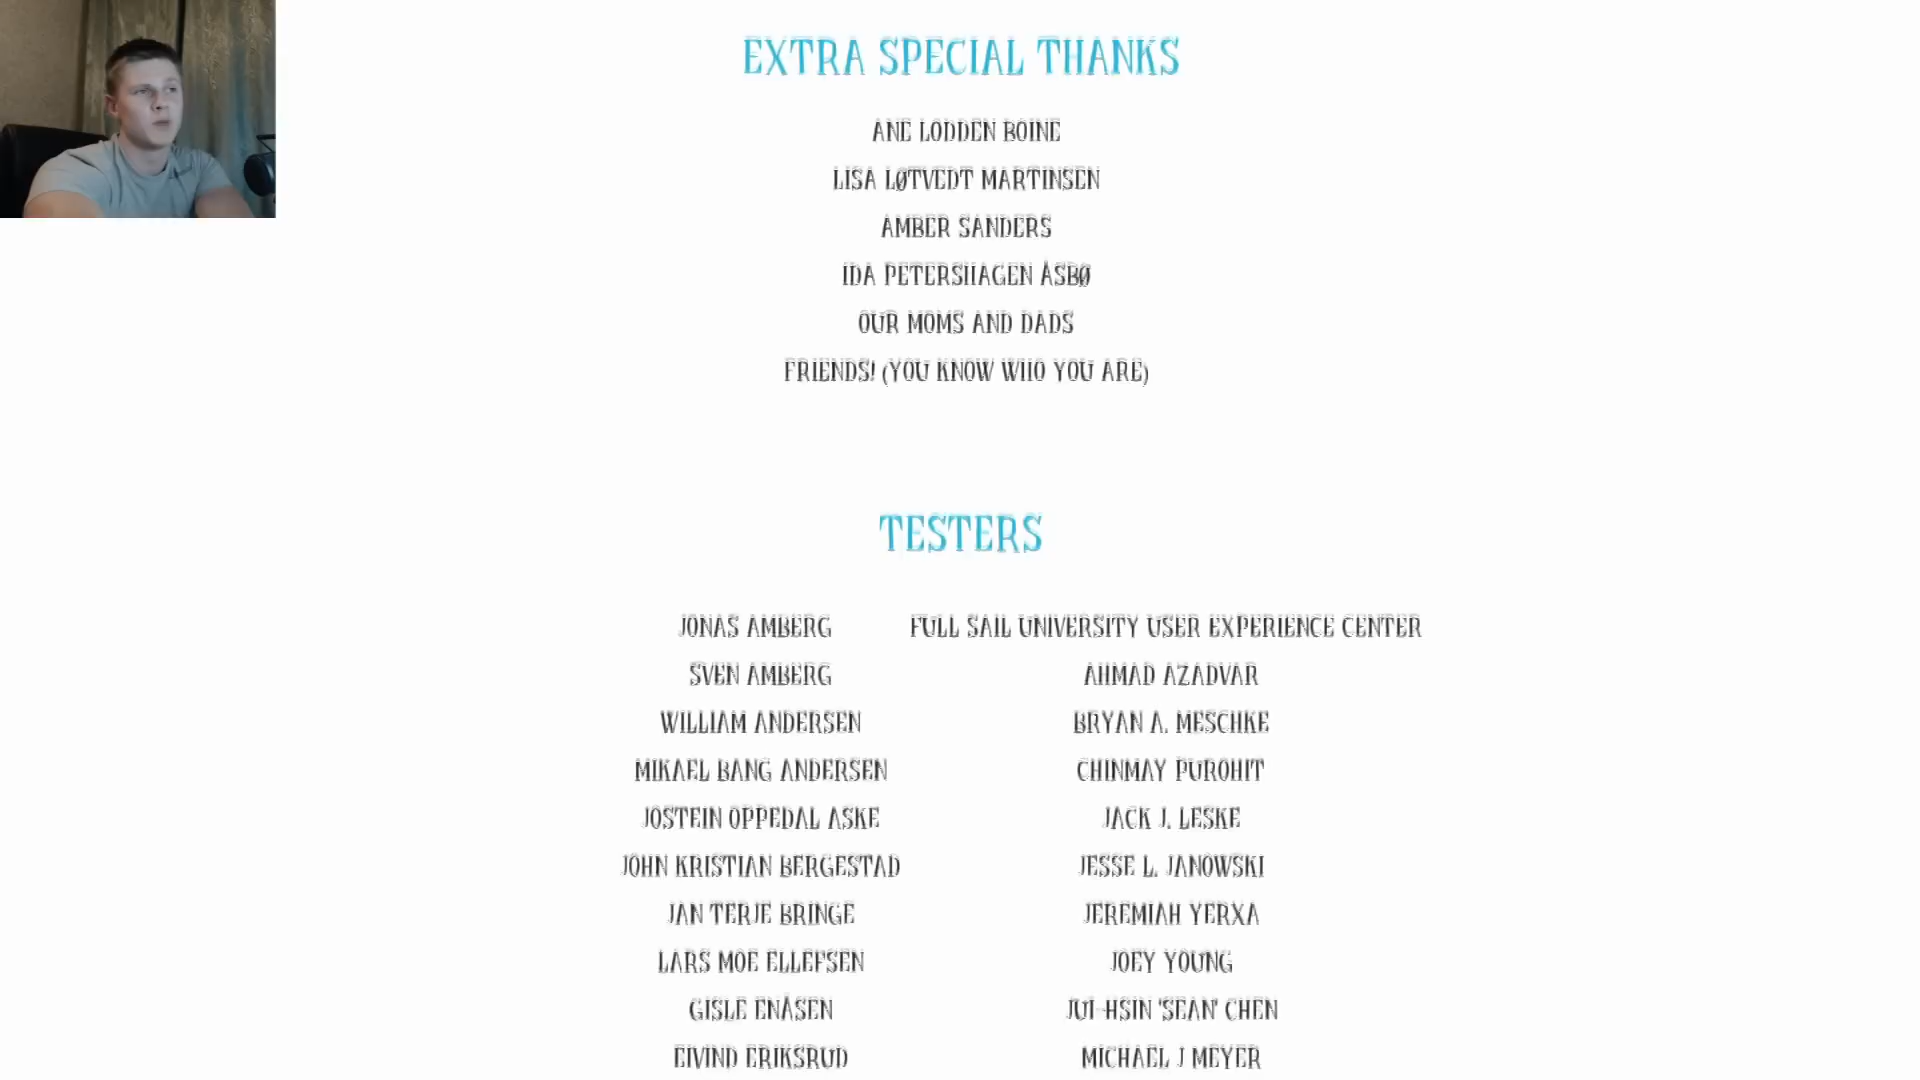 EXTRA SPECIAL THANKS
ANE LODDEN BOINE
LISA LØTVEDT MARTINSEN
AMBER SANDERS
IDA PETERSHAGEN ÅSBØ
OUR MOMS AND DADS
FRIENDS! (YOU KNOW WHO YOU ARE)
TESTERS
JONAS AMBERG
SVEN AMBERG
WILLIAM ANDERSEN
MIKAEL BANG ANDERSEN
JOSTEIN OPPEDAL ASKE
JOHN KRISTIAN BERGESTAD
JAN TERJE BRINGE
LARS MOE ELLEFSEN
GISLE ENÅSEN
EIVIND ERIKSRUD
FULL SAIL UNIVERSITY USER EXPERIENCE CENTER
AHMAD AZADVAR
BRYAN A. MESCHKE
CHINMAY PUROHIT
JACK J. LESKE
JESSE L. JANOWSKI
JEREMIAH YERXA
JOEY YOUNG
JUI-HSIN 'SEAN' CHEN
MICHAEL J MEYER